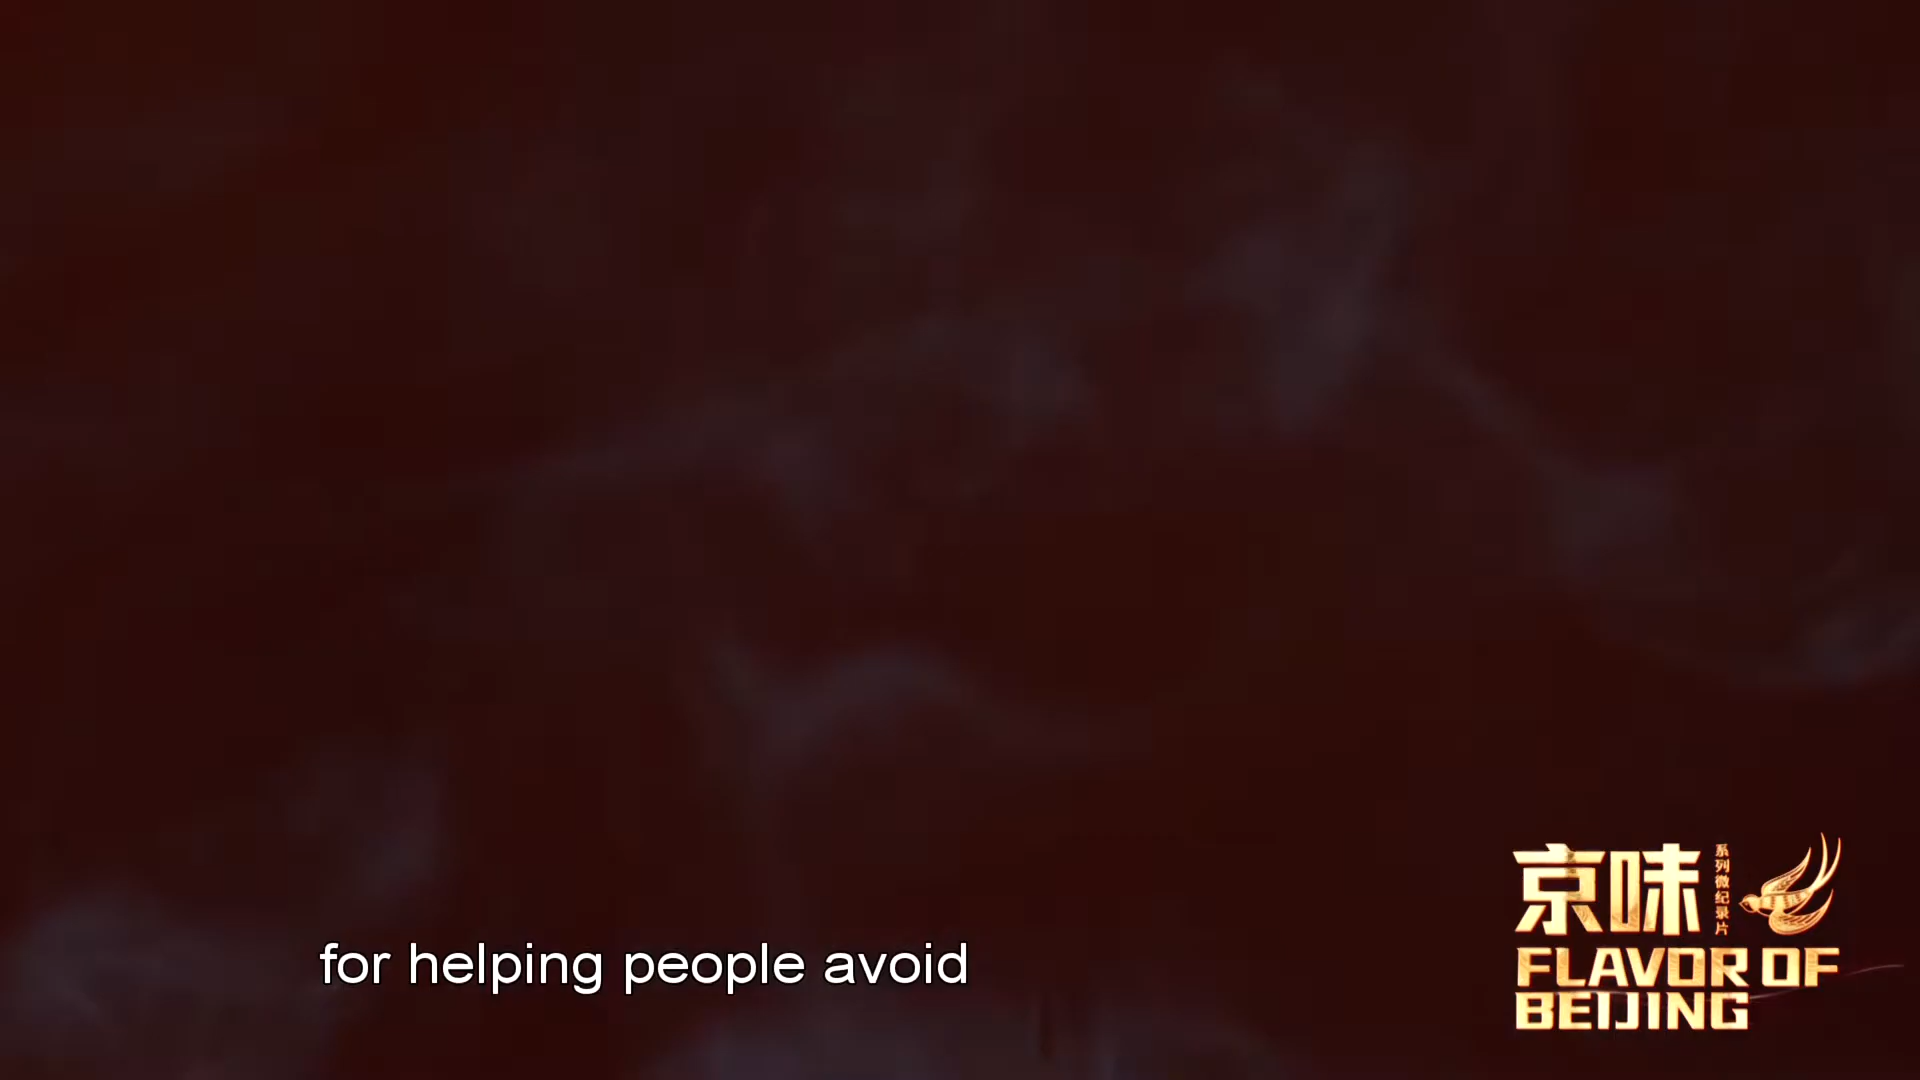 for helping people avoid
京味
系列微纪录片
FLAVOR OF
BEIJING